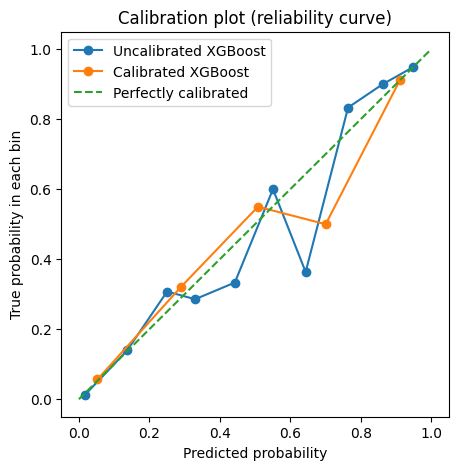 Calibration plot (reliability curve)
Uncalibrated XGBoost
Calibrated XGBoost
Perfectly calibrated
True probability in each bin
1.0
0.8
0.6
0.4
0.2
0.0
0.0 0.2 0.4 0.6 0.8 1.0
Predicted probability